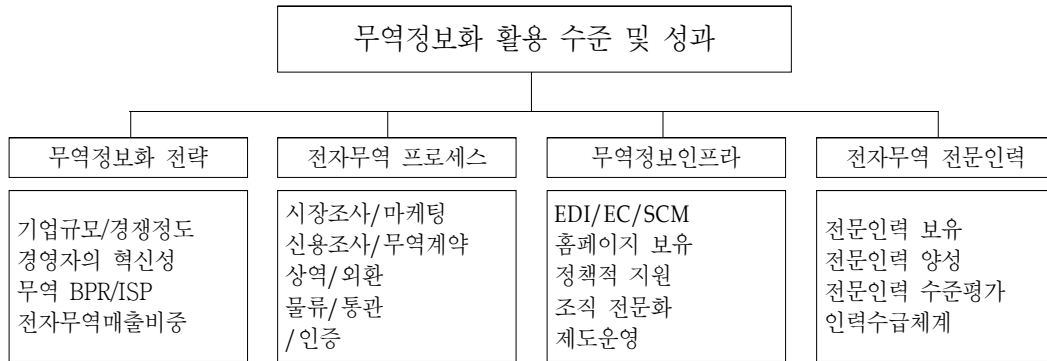 무역정보화 활용 수준 및 성과
무역정보화 전략
기업규모/경쟁정도
경영자의 혁신성
무역 BPR/ISP
전자무역매출비중
전자무역 프로세스
시장조사/마케팅
신용조사/무역계약
상역/외환
물류/통관
/인증
무역정보인프라
EDI/EC/SCM
홈페이지 보유
정책적 지원
조직 전문화
제도운영
전자무역 전문인력
전문인력 보유
전문인력 양성
전문인력 수준평가
인력수급체계